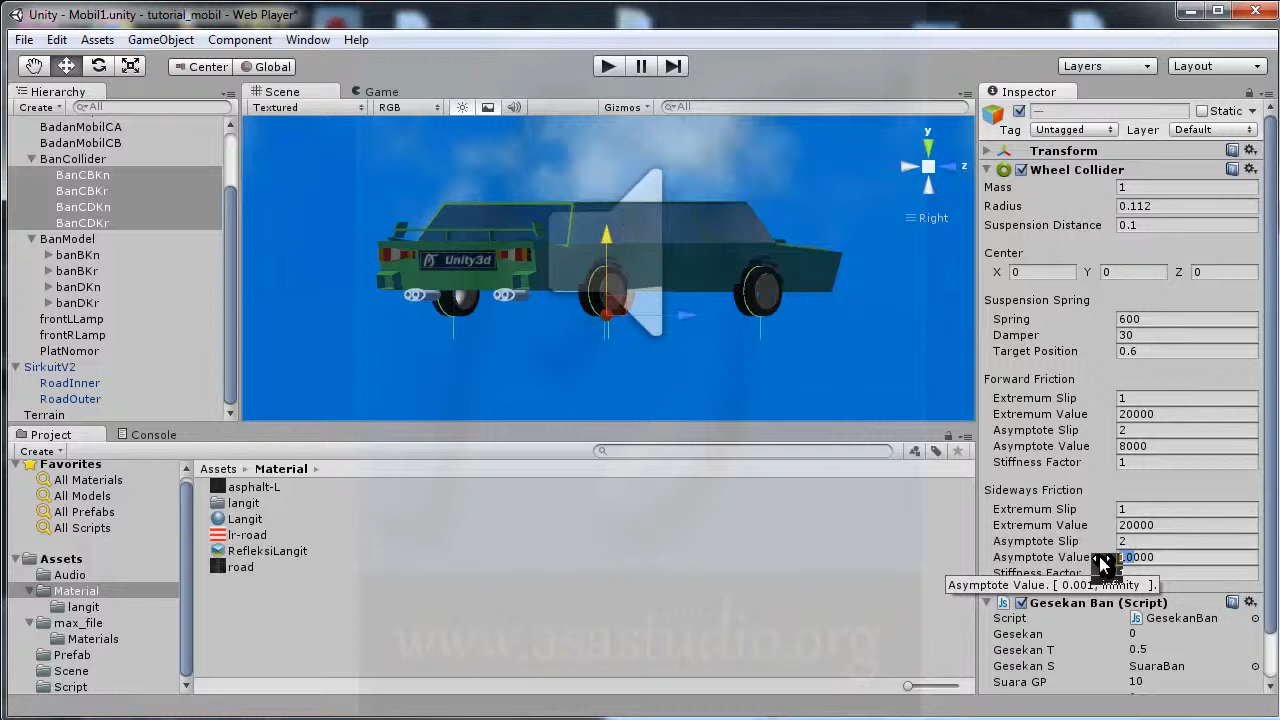 Unity - Mobil1.unity - tutorial_mobil - Web Player*
File Edit Assets GameObject Component Window Help
Center Global Layers Layout
Hierarchy
Create All
BadanMobilCA
BadanMobilCB
BanCollider
BanCBKn
BanCBKr
BanCDKn
BanCDKr
BanModel
banBKn
banBKr
banDKn
banDKr
frontLLamp
frontRLamp
PlatNomor
SirkuitV2
RoadInner
RoadOuter
Terrain
Scene Game
Textured RGB Gizmos All
y
z
Right
Unity3d
Project Console
Create
Favorites
All Materials
All Models
All Prefabs
All Scripts
Assets
Audio
Material
langit
max_file
Materials
Prefab
Scene
Script
Assets Material
asphalt-L
langit
Langit
lr-road
RefleksiLangit
road
www.asastudio.org
Inspector
Static
Tag Untagged Layer Default
Transform
Wheel Collider
Mass 1
Radius 0.112
Suspension Distance 0.1
Center
X 0 Y 0 Z 0
Suspension Spring
Spring 600
Damper 30
Target Position 0.6
Forward Friction
Extremum Slip 1
Extremum Value 20000
Asymptote Slip 2
Asymptote Value 8000
Stiffness Factor 1
Sideways Friction
Extremum Slip 1
Extremum Value 20000
Asymptote Slip 2
Asymptote Value 10000
Stiffness Factor
Asymptote Value. [ 0.001, Infinity ].
Gesekan Ban (Script)
Script GesekanBan
Gesekan 0
Gesekan T 0.5
Gesekan S SuaraBan
Suara GP 10